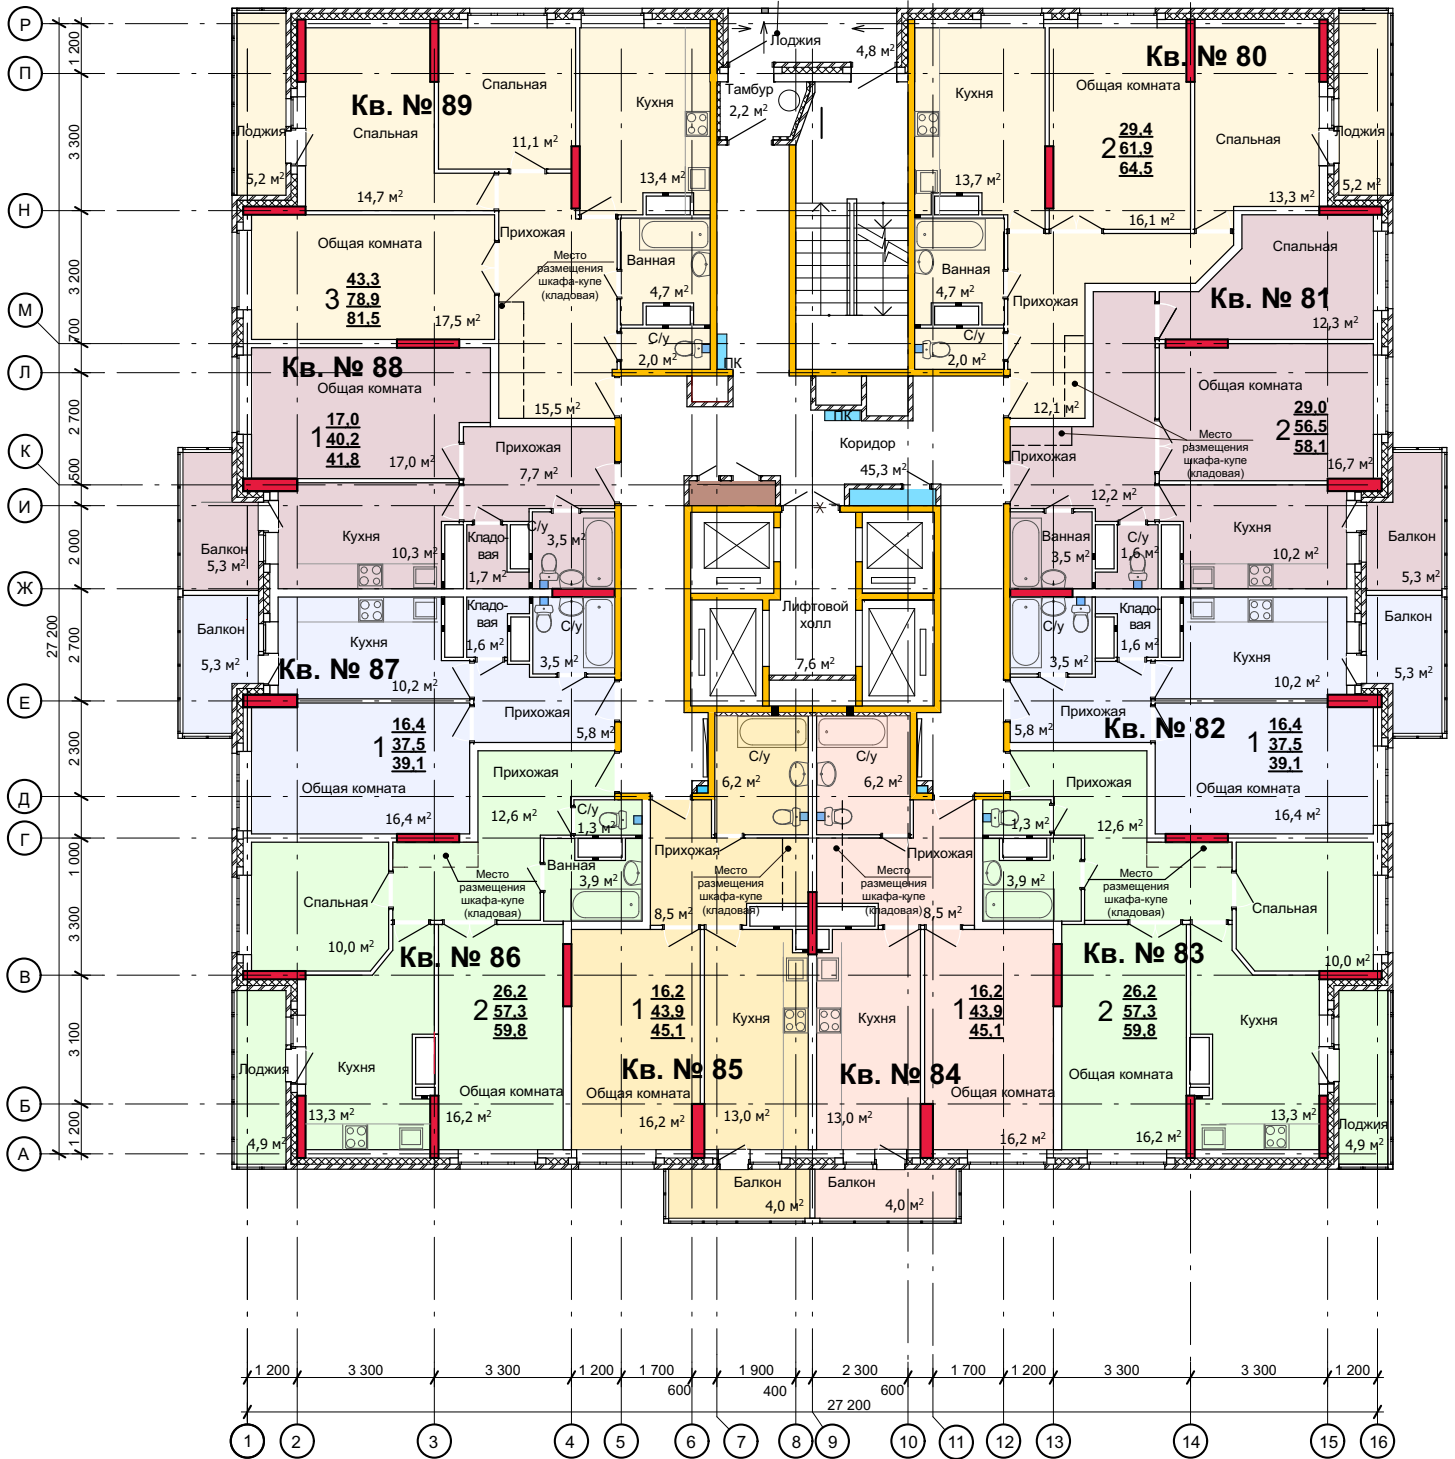 Р
П
Н
М
Л
К
И
Ж
Е
Д
Г
В
Б
А
1 200
3 300
3 200
700
2 700
500
2 000
2 700
2 300
1 000
3 300
3 100
1 200
27 200
Кв. № 89
Лоджия
5,2 м²
Спальная
14,7 м²
Спальная
11,1 м²
Кухня
13,4 м²
Общая комната
3
43,3
78,9
81,5
17,5 м²
Прихожая
Место
размещения
шкафа-купе
(кладовая)
15,5 м²
Ванная
4,7 м²
С/у
2,0 м²
Тамбур
2,2 м²
Лоджия
4,8 м²
ПК
ПК
Коридор
45,3 м²
Лифтовой
холл
7,6 м²
Кв. № 80
Кухня
13,7 м²
Общая комната
2
29,4
61,9
64,5
16,1 м²
Спальная
13,3 м²
Лоджия
5,2 м²
Ванная
4,7 м²
С/у
2,0 м²
Прихожая
12,1 м²
Кв. № 81
Спальная
12,3 м²
Общая комната
2
29,0
56,5
58,1
16,7 м²
Место
размещения
шкафа-купе
(кладовая)
Прихожая
12,2 м²
Ванная
3,5 м²
С/у
1,6 м²
Кухня
10,2 м²
Балкон
5,3 м²
Кв. № 88
Общая комната
1
17,0
40,2
41,8
17,0 м²
Прихожая
7,7 м²
Кухня
10,3 м²
Кладо-
вая
1,7 м²
С/у
3,5 м²
Балкон
5,3 м²
Кв. № 87
Балкон
5,3 м²
Кухня
10,2 м²
Кладо-
вая
1,6 м²
С/у
3,5 м²
Прихожая
5,8 м²
1
16,4
37,5
39,1
Общая комната
16,4 м²
Кв. № 82
С/у
3,5 м²
Кладо-
вая
1,6 м²
Кухня
10,2 м²
Балкон
5,3 м²
Прихожая
5,8 м²
1
16,4
37,5
39,1
Общая комната
16,4 м²
Кв. № 86
Прихожая
12,6 м²
С/у
1,3 м²
Ванная
3,9 м²
Место
размещения
шкафа-купе
(кладовая)
Спальная
10,0 м²
2
26,2
57,3
59,8
Кухня
13,3 м²
Общая комната
16,2 м²
Лоджия
4,9 м²
Кв. № 85
С/у
6,2 м²
Прихожая
8,5 м²
Место
размещения
шкафа-купе
(кладовая)
1
16,2
43,9
45,1
Общая комната
16,2 м²
Кухня
13,0 м²
Балкон
4,0 м²
Кв. № 84
С/у
6,2 м²
Прихожая
8,5 м²
Место
размещения
шкафа-купе
(кладовая)
1
16,2
43,9
45,1
Кухня
13,0 м²
Общая комната
16,2 м²
Балкон
4,0 м²
Кв. № 83
Прихожая
12,6 м²
1,3 м²
3,9 м²
Место
размещения
шкафа-купе
(кладовая)
Спальная
10,0 м²
2
26,2
57,3
59,8
Общая комната
16,2 м²
Кухня
13,3 м²
Лоджия
4,9 м²
1 200
3 300
3 300
1 200
1 700
600
1 900
400
2 300
600
1 700
1 200
3 300
3 300
1 200
27 200
1
2
3
4
5
6
7
8
9
10
11
12
13
14
15
16